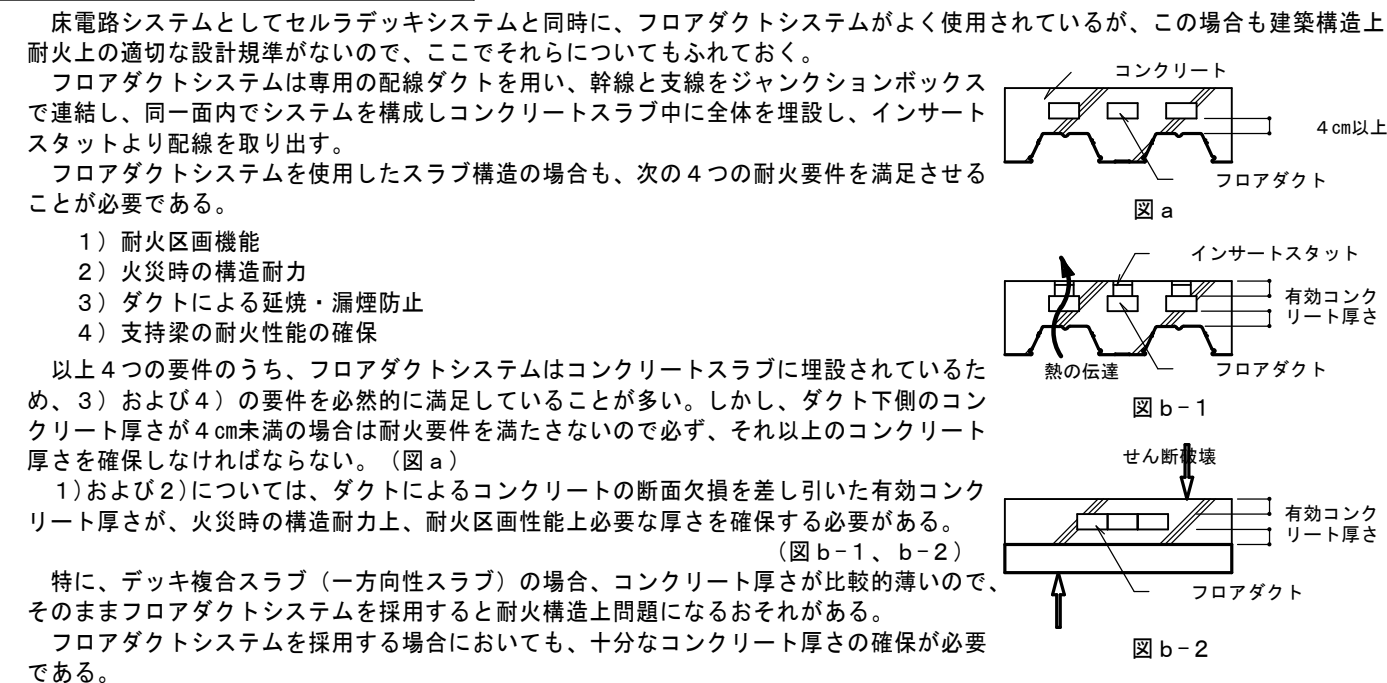 床電路システムとしてセルラデッキシステムと同時に、フロアダクトシステムがよく使用されているが、この場合も建築構造上
耐火上の適切な設計規準がないので、ここでそれらについてもふれておく。
フロアダクトシステムは専用の配線ダクトを用い、幹線と支線をジャンクションボックス
で連結し、同一面内でシステムを構成しコンクリートスラブ中に全体を埋設し、インサート
スタットより配線を取り出す。
フロアダクトシステムを使用したスラブ構造の場合も、次の４つの耐火要件を満足させる
ことが必要である。
１）耐火区画機能
２）火災時の構造耐力
３）ダクトによる延焼・漏煙防止
４）支持梁の耐火性能の確保
以上４つの要件のうち、フロアダクトシステムはコンクリートスラブに埋設されているた
め、３）および４）の要件を必然的に満足していることが多い。しかし、ダクト下側のコン
クリート厚さが４㎝未満の場合は耐火要件を満たさないので必ず、それ以上のコンクリート
厚さを確保しなければならない。（図ａ）
１)および２)については、ダクトによるコンクリートの断面欠損を差し引いた有効コンク
リート厚さが、火災時の構造耐力上、耐火区画性能上必要な厚さを確保する必要がある。
（図ｂ-１、ｂ-２）
特に、デッキ複合スラブ（一方向性スラブ）の場合、コンクリート厚さが比較的薄いので、
そのままフロアダクトシステムを採用すると耐火構造上問題になるおそれがある。
フロアダクトシステムを採用する場合においても、十分なコンクリート厚さの確保が必要
である。
コンクリート
４㎝以上
フロアダクト
図ａ
インサートスタット
有効コンク
リート厚さ
熱の伝達
フロアダクト
図ｂ-１
せん断破壊
有効コンク
リート厚さ
フロアダクト
図ｂ-２